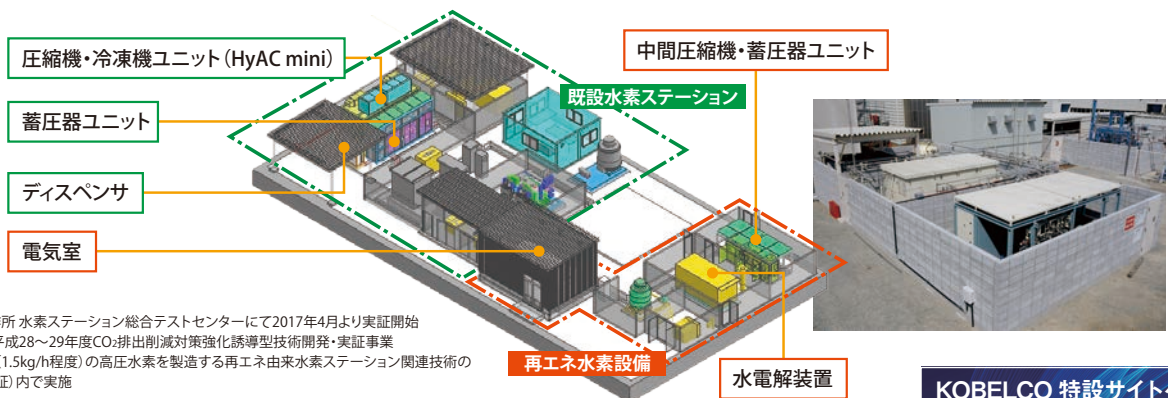 圧縮機・冷凍機ユニット（HyAC mini）
中間圧縮機・蓄圧器ユニット
既設水素ステーション
蓄圧器ユニット
ディスペンサ
電気室
所 水素ステーション総合テストセンターにて2017年4月より実証開始
平成28～29年度CO₂排出削減対策強化誘導型技術開発・実証事業
（1.5kg/h程度）の高圧水素を製造する再エネ由来水素ステーション関連技術の
証）内で実施
再エネ水素設備
水電解装置
KOBELCO 特設サイト